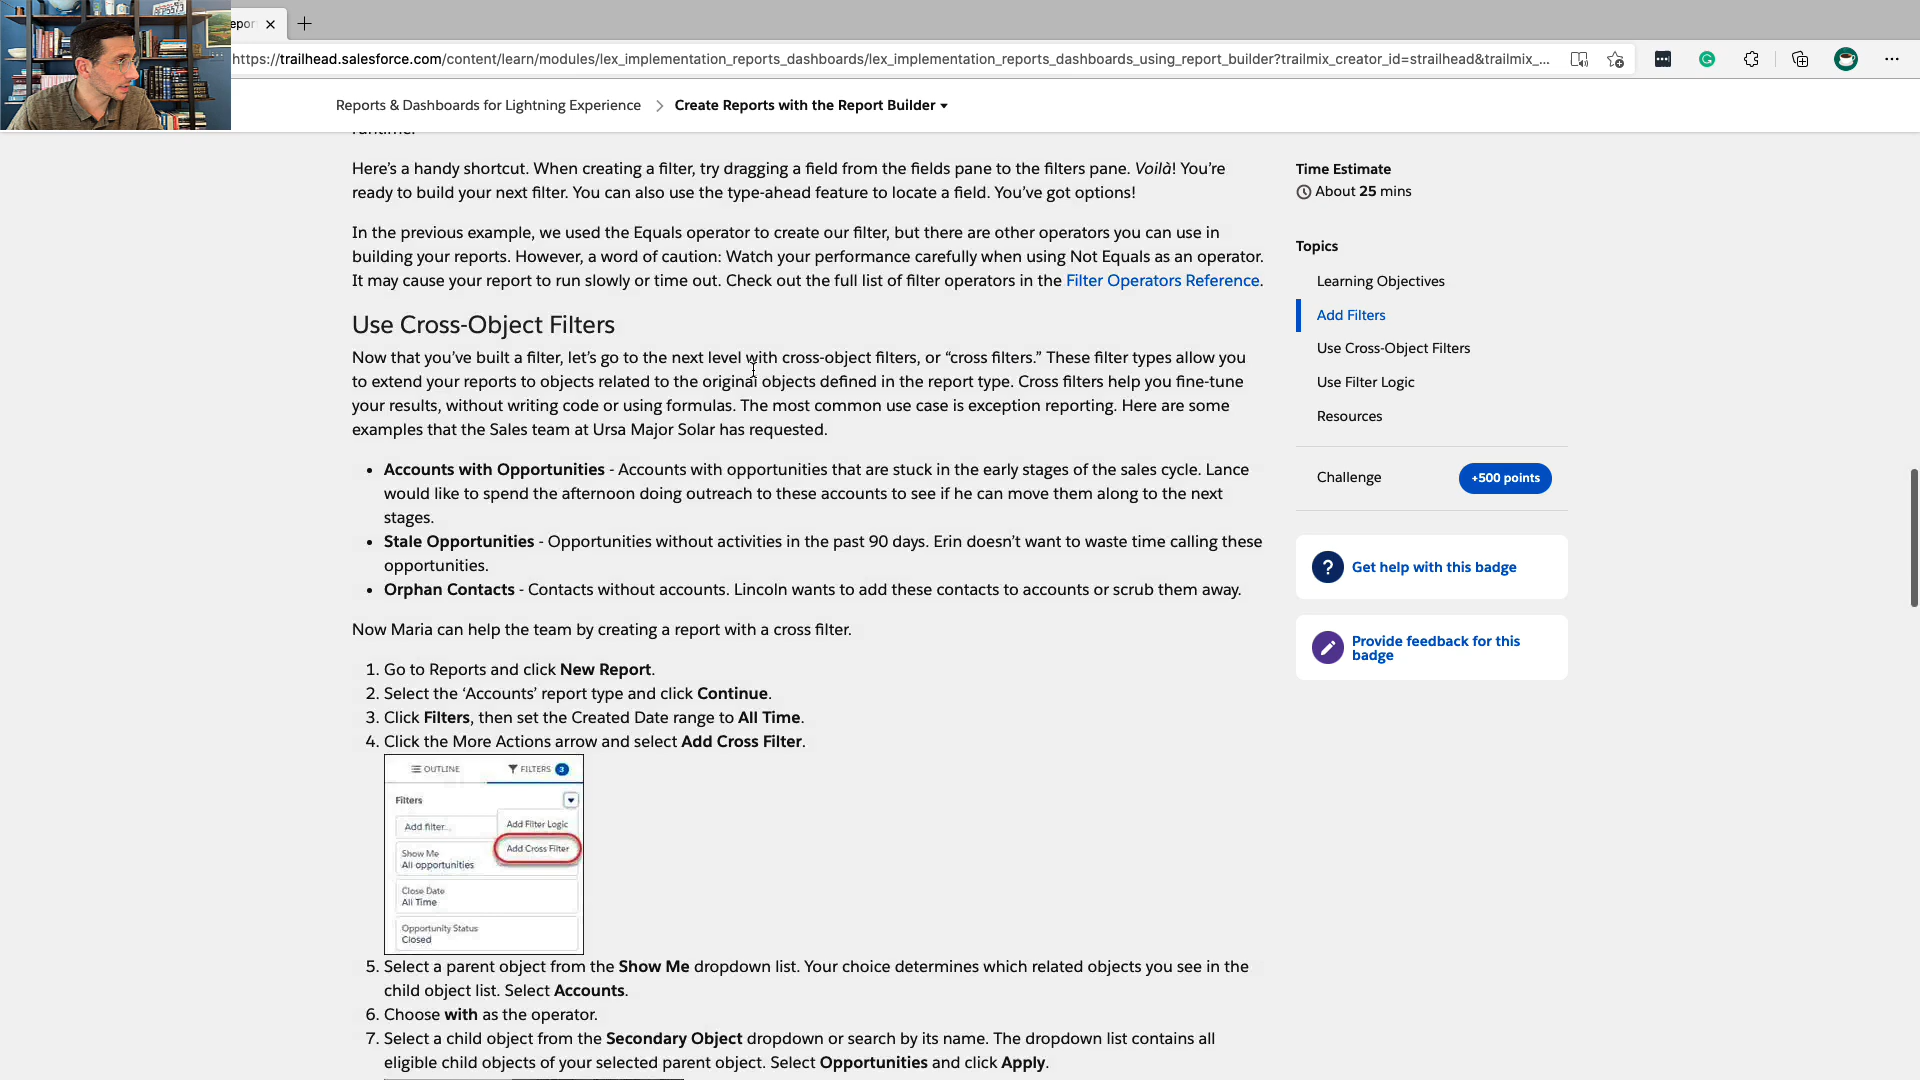 epor
https://trailhead.salesforce.com/content/learn/modules/lex_implementation_reports_dashboards/lex_implementation_reports_dashboards_using_report_builder?trailmix_creator_id=strailhead&trailmix_...
Reports & Dashboards for Lightning Experience > Create Reports with the Report Builder
runtime.
Here's a handy shortcut. When creating a filter, try dragging a field from the fields pane to the filters pane. Voilà! You're
ready to build your next filter. You can also use the type-ahead feature to locate a field. You've got options!
In the previous example, we used the Equals operator to create our filter, but there are other operators you can use in
building your reports. However, a word of caution: Watch your performance carefully when using Not Equals as an operator.
It may cause your report to run slowly or time out. Check out the full list of filter operators in the Filter Operators Reference.
Use Cross-Object Filters
Now that you've built a filter, let's go to the next level with cross-object filters, or “cross filters.” These filter types allow you
to extend your reports to objects related to the original objects defined in the report type. Cross filters help you fine-tune
your results, without writing code or using formulas. The most common use case is exception reporting. Here are some
examples that the Sales team at Ursa Major Solar has requested.
• Accounts with Opportunities - Accounts with opportunities that are stuck in the early stages of the sales cycle. Lance
would like to spend the afternoon doing outreach to these accounts to see if he can move them along to the next
stages.
• Stale Opportunities - Opportunities without activities in the past 90 days. Erin doesn't want to waste time calling these
opportunities.
• Orphan Contacts - Contacts without accounts. Lincoln wants to add these contacts to accounts or scrub them away.
Now Maria can help the team by creating a report with a cross filter.
1. Go to Reports and click New Report.
2. Select the ‘Accounts’ report type and click Continue.
3. Click Filters, then set the Created Date range to All Time.
4. Click the More Actions arrow and select Add Cross Filter.
OUTLINE FILTERS 3
Filters
Add filter...
Add Filter Logic
Add Cross Filter
Show Me
All opportunities
Close Date
All Time
Opportunity Status
Closed
5. Select a parent object from the Show Me dropdown list. Your choice determines which related objects you see in the
child object list. Select Accounts.
6. Choose with as the operator.
7. Select a child object from the Secondary Object dropdown or search by its name. The dropdown list contains all
eligible child objects of your selected parent object. Select Opportunities and click Apply.
Time Estimate
About 25 mins
Topics
Learning Objectives
Add Filters
Use Cross-Object Filters
Use Filter Logic
Resources
Challenge +500 points
? Get help with this badge
Provide feedback for this
badge